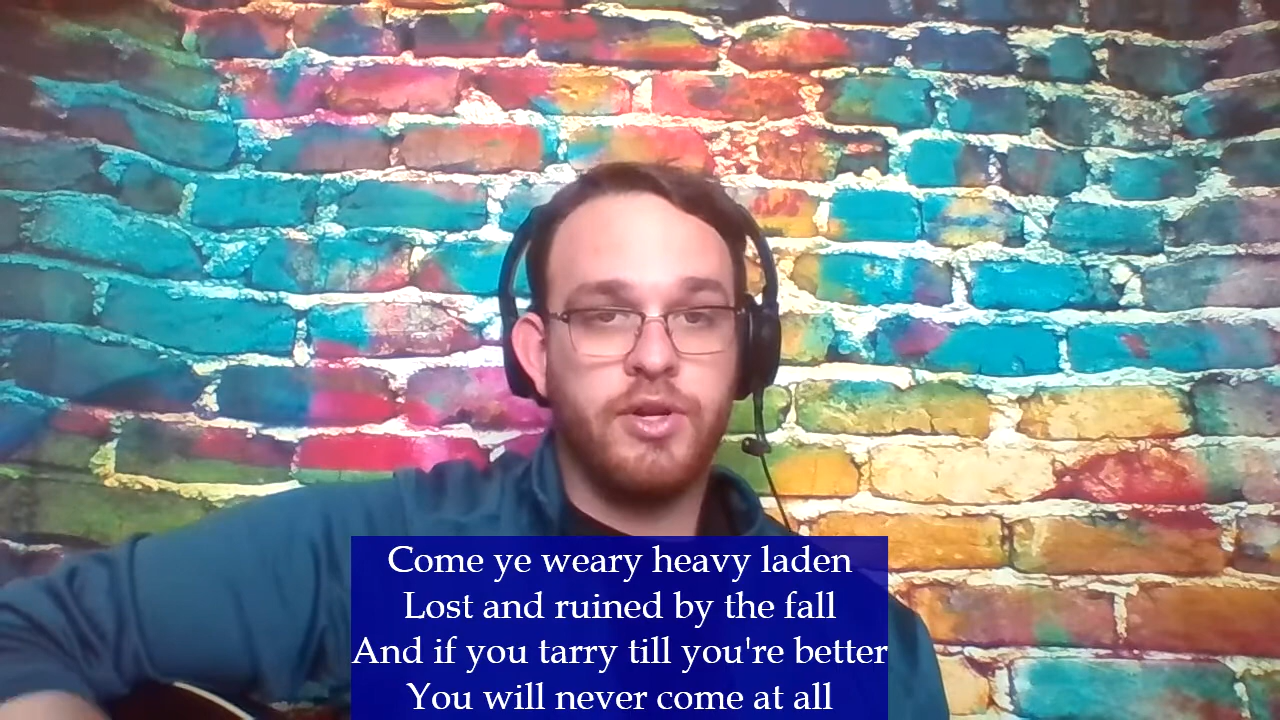 Come ye weary heavy laden
Lost and ruined by the fall
And if you tarry till you're better
You will never come at all